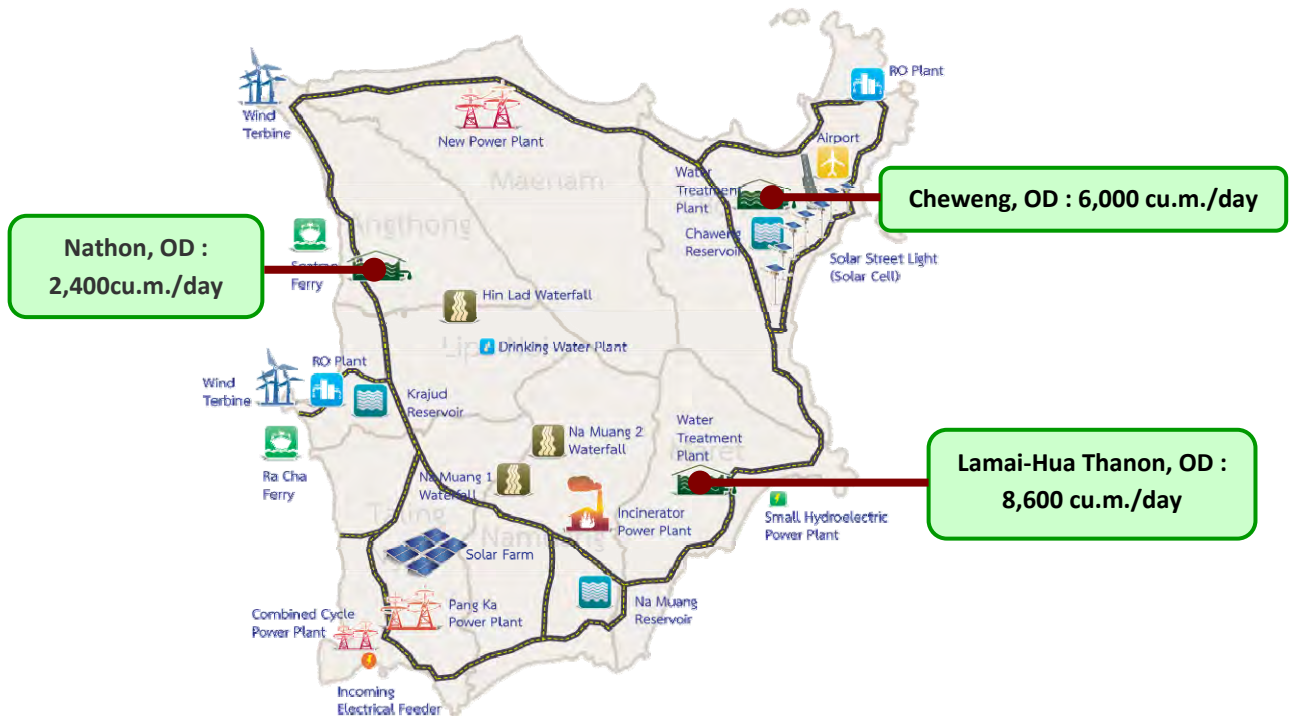 RO Plant
Wind
Terbine
New Power Plant
Airport
Maenam
Water
Treatment
Plant
Cheweng, OD : 6,000 cu.m./day
Angthong
Chaweng
Reservoir
Nathon, OD :
2,400cu.m./day
Solar Street Light
(Solar Cell)
Ferry
Hin Lad Waterfall
Drinking Water Plant
RO Plant
Wind
Terbine
Krajud
Reservoir
Water
Treatment
Plant
Na Muang 2
Waterfall
Lamai-Hua Thanon, OD :
8,600 cu.m./day
Ra Cha
Ferry
Na Muang 1
Waterfall
Incinerator
Power Plant
Small Hydroelectric
Power Plant
Taling
Solar Farm
Pang Ka
Power Plant
Na Muang
Reservoir
Combined Cycle
Power Plant
Incoming
Electrical Feeder